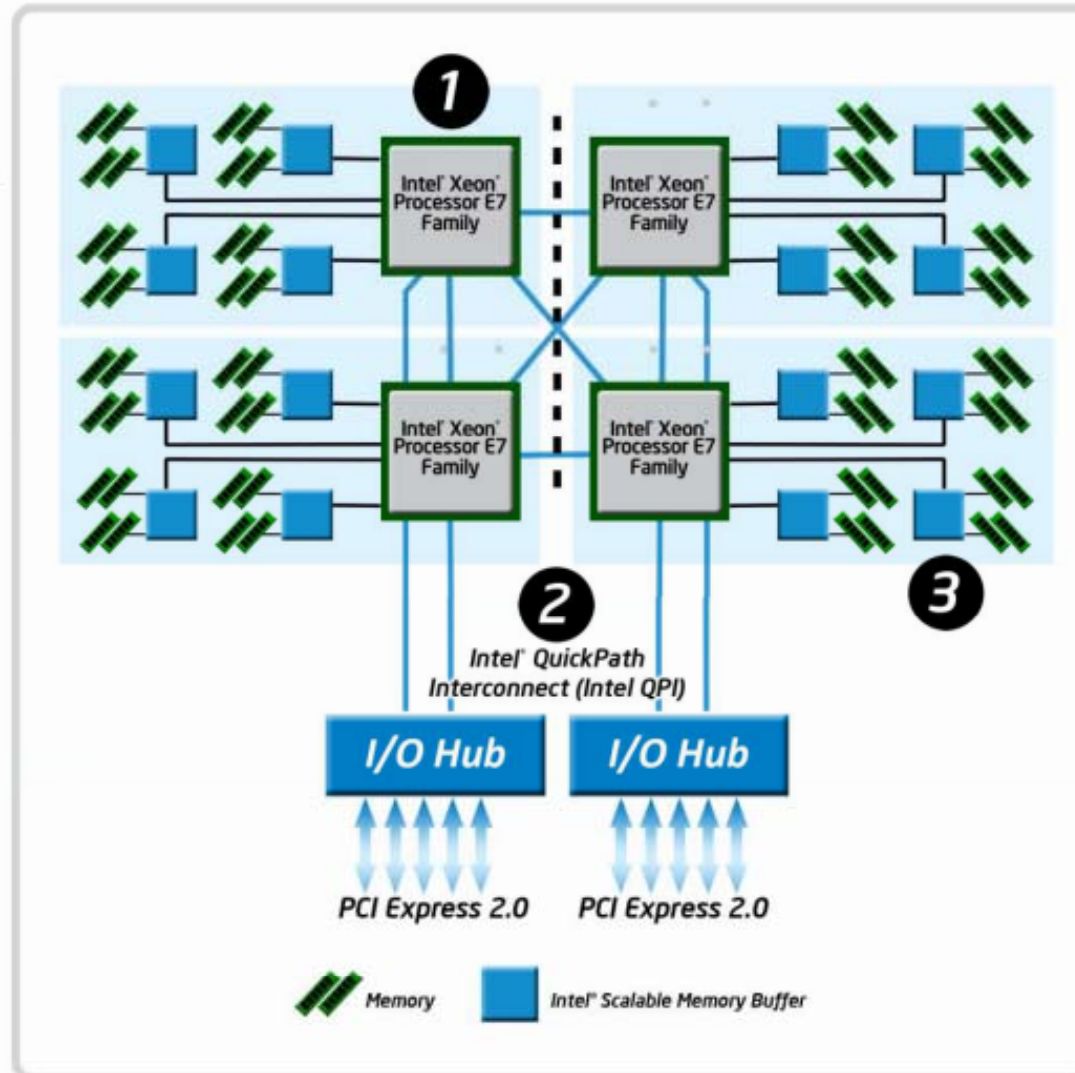 1
Intel® Xeon®
Processor E7
Family
Intel® Xeon®
Processor E7
Family
Intel® Xeon®
Processor E7
Family
Intel® Xeon®
Processor E7
Family
2
3
Intel® QuickPath
Interconnect (Intel QPI)
I/O Hub
I/O Hub
PCI Express 2.0
PCI Express 2.0
Memory
Intel® Scalable Memory Buffer